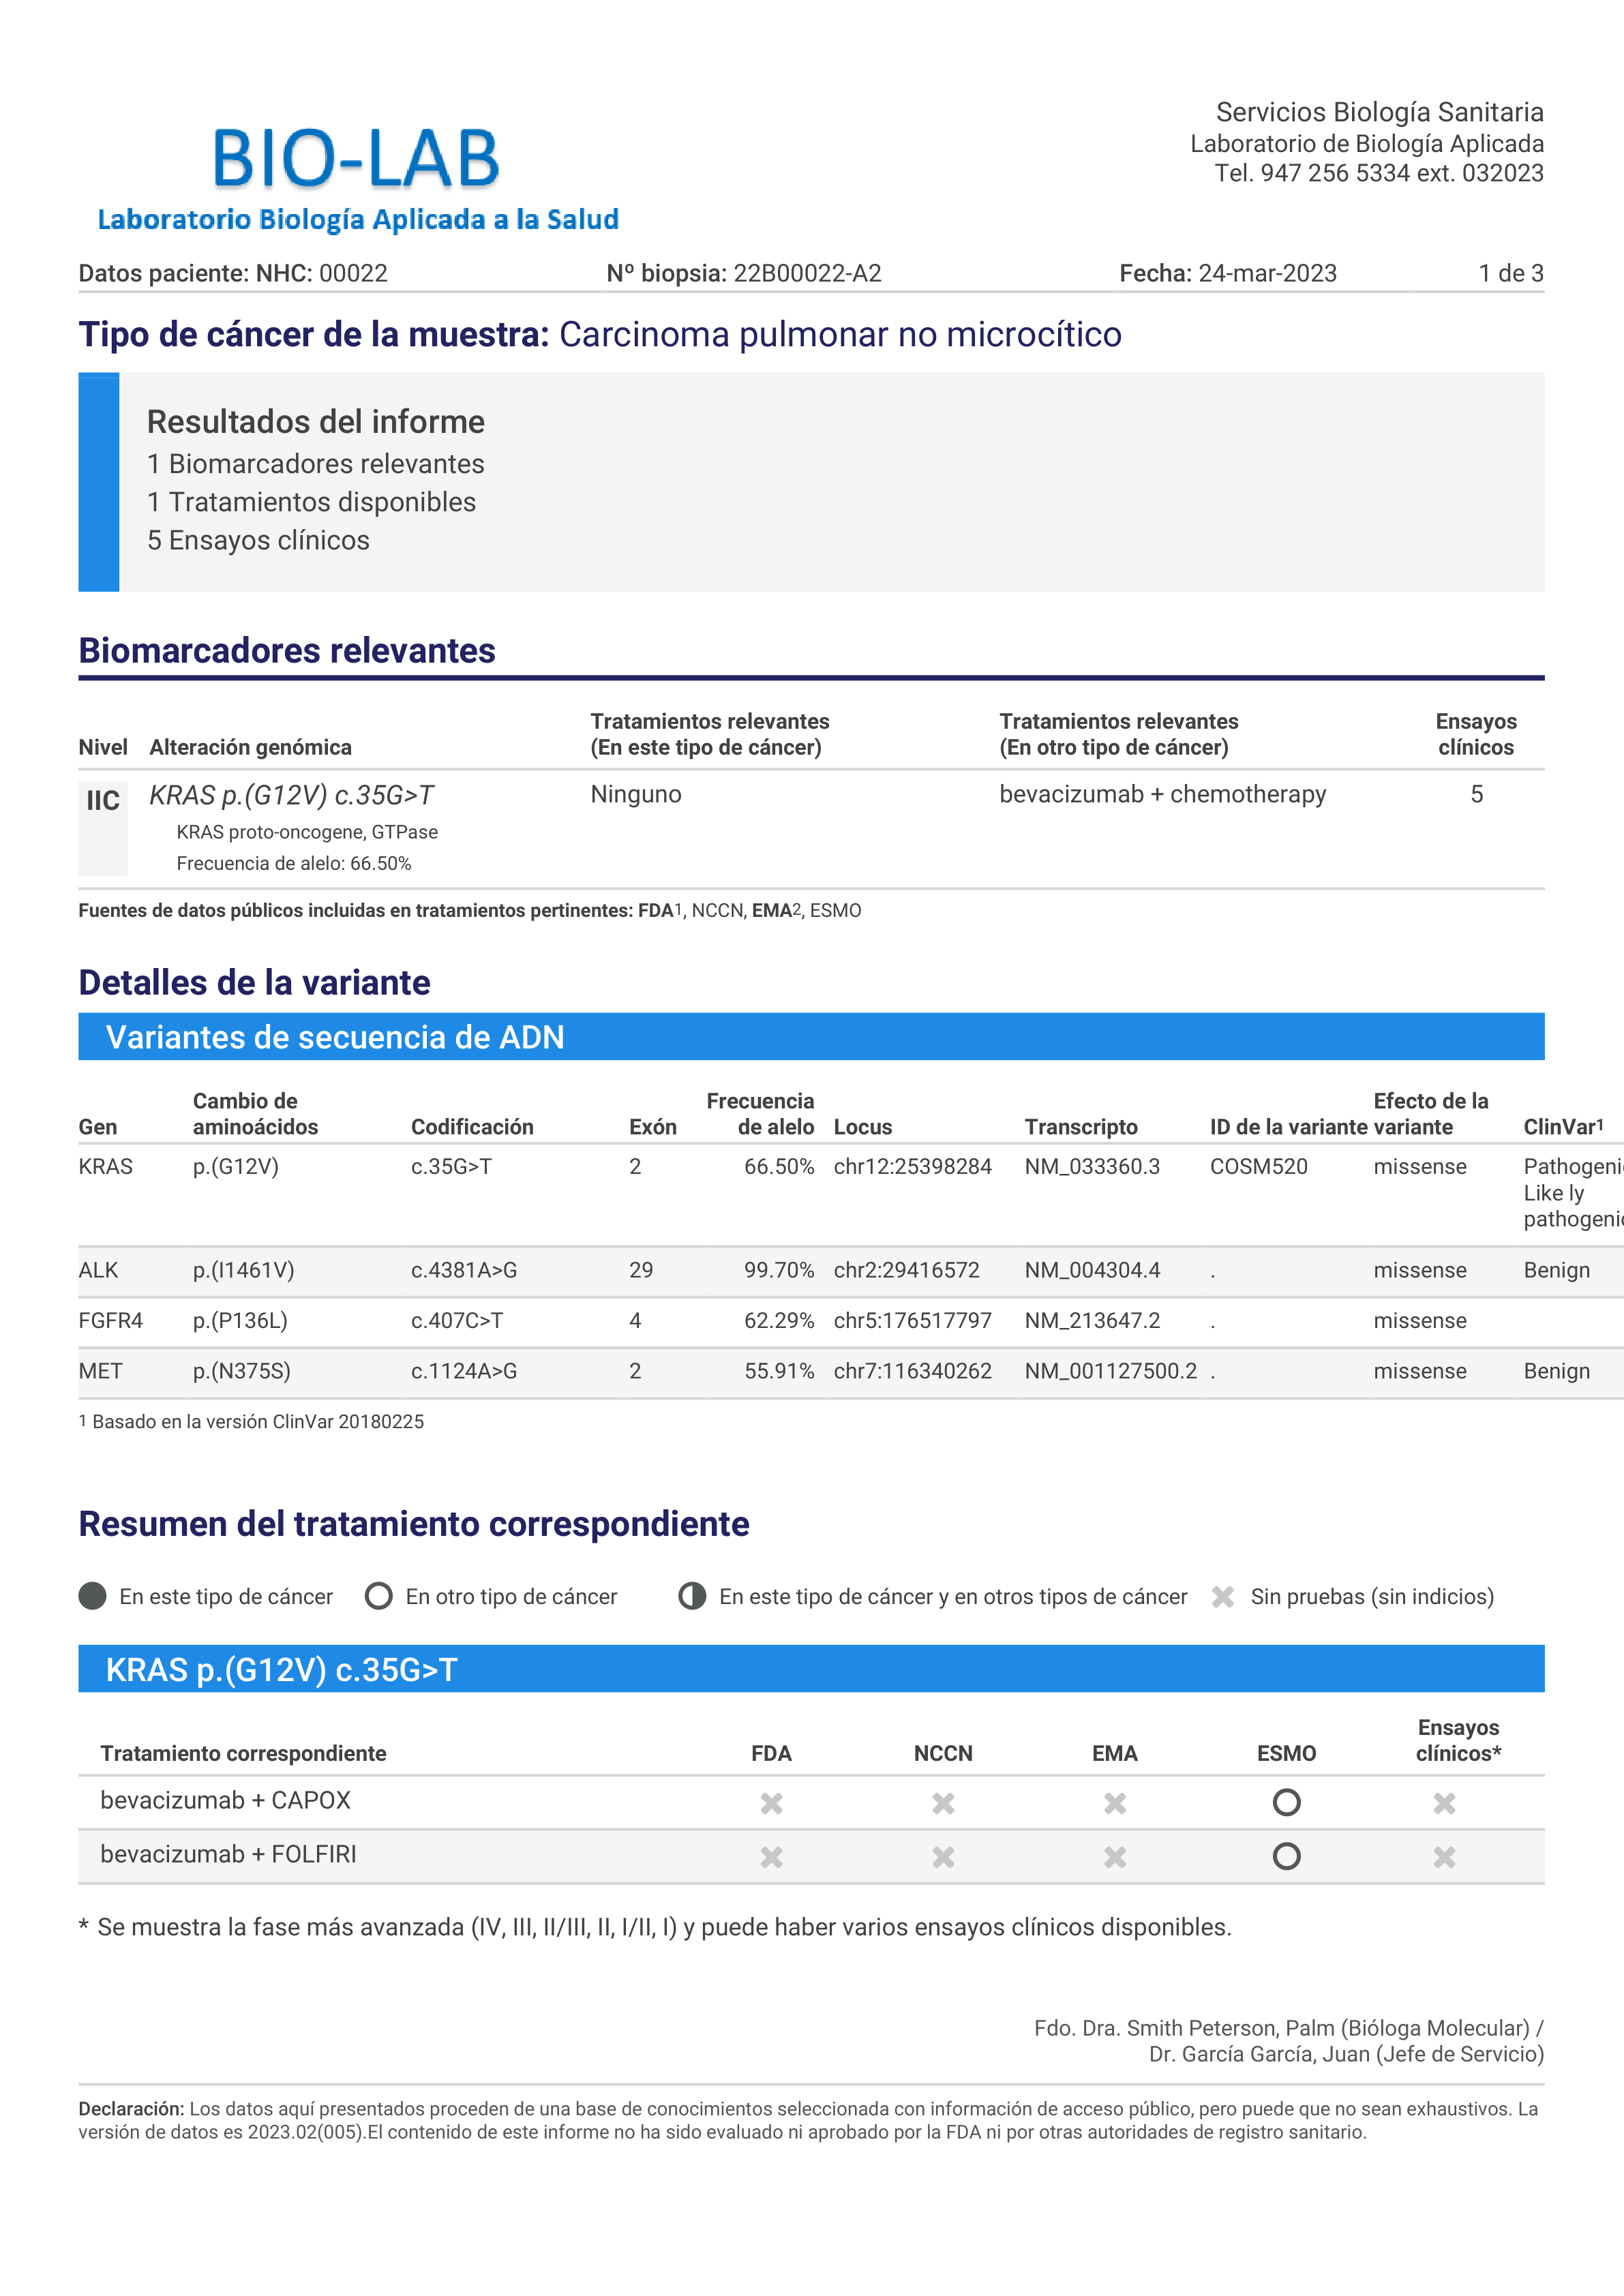 BIO-LAB
Laboratorio Biología Aplicada a la Salud
Servicios Biología Sanitaria
Laboratorio de Biología Aplicada
Tel. 947 256 5334 ext. 032023
Datos paciente: NHC: 00022 Nº biopsia: 22B00022-A2 Fecha: 24-mar-2023 1 de 3
Tipo de cáncer de la muestra: Carcinoma pulmonar no microcítico
Resultados del informe
1 Biomarcadores relevantes
1 Tratamientos disponibles
5 Ensayos clínicos
Biomarcadores relevantes
Tratamientos relevantes Tratamientos relevantes Ensayos
Nivel Alteración genómica (En este tipo de cáncer) (En otro tipo de cáncer) clínicos
IIC KRAS p.(G12V) c.35G>T Ninguno bevacizumab + chemotherapy 5
KRAS proto-oncogene, GTPase
Frecuencia de alelo: 66.50%
Fuentes de datos públicos incluidas en tratamientos pertinentes: FDA1, NCCN, EMA2, ESMO
Detalles de la variante
Variantes de secuencia de ADN
Cambio de Frecuencia Efecto de la
Gen aminoácidos Codificación Exón de alelo Locus Transcripto ID de la variante variante ClinVar1
KRAS p.(G12V) c.35G>T 2 66.50% chr12:25398284 NM_033360.3 COSM520 missense Pathogeni
Like ly
pathogeni
ALK p.(I1461V) c.4381A>G 29 99.70% chr2:29416572 NM_004304.4 . missense Benign
FGFR4 p.(P136L) c.407C>T 4 62.29% chr5:176517797 NM_213647.2 . missense
MET p.(N375S) c.1124A>G 2 55.91% chr7:116340262 NM_001127500.2 . missense Benign
1 Basado en la versión ClinVar 20180225
Resumen del tratamiento correspondiente
En este tipo de cáncer En otro tipo de cáncer En este tipo de cáncer y en otros tipos de cáncer Sin pruebas (sin indicios)
KRAS p.(G12V) c.35G>T
Ensayos
Tratamiento correspondiente FDA NCCN EMA ESMO clínicos*
bevacizumab + CAPOX
bevacizumab + FOLFIRI
* Se muestra la fase más avanzada (IV, III, II/III, II, I/II, I) y puede haber varios ensayos clínicos disponibles.
Fdo. Dra. Smith Peterson, Palm (Bióloga Molecular) /
Dr. García García, Juan (Jefe de Servicio)
Declaración: Los datos aquí presentados proceden de una base de conocimientos seleccionada con información de acceso público, pero puede que no sean exhaustivos. La
versión de datos es 2023.02(005).El contenido de este informe no ha sido evaluado ni aprobado por la FDA ni por otras autoridades de registro sanitario.